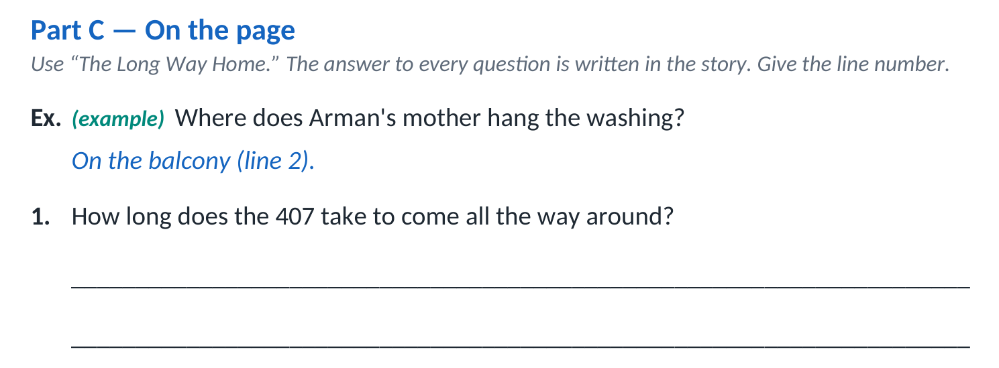 Part C — On the page
Use “The Long Way Home.” The answer to every question is written in the story. Give the line number.
Ex. (example) Where does Arman's mother hang the washing?
On the balcony (line 2).
1. How long does the 407 take to come all the way around?